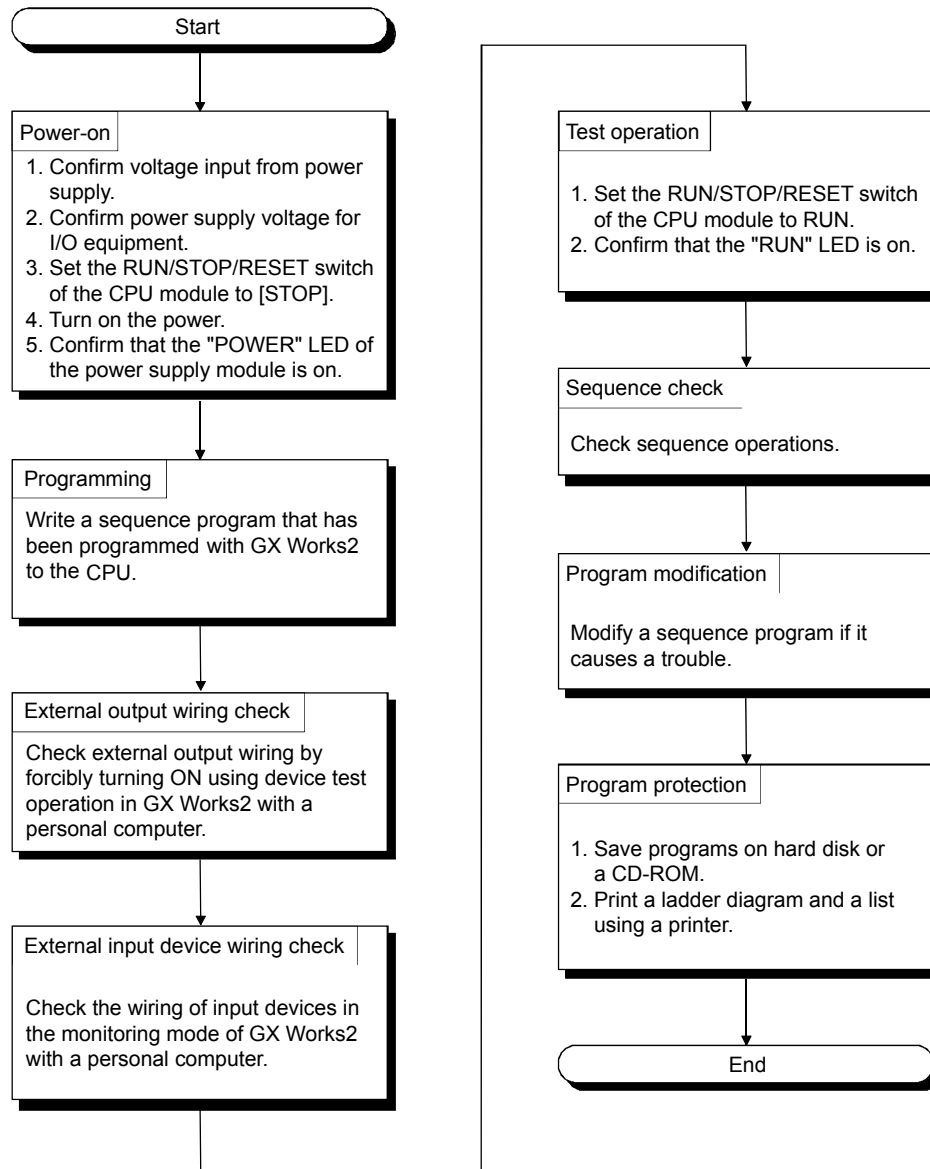 Start
Power-on
1. Confirm voltage input from power
supply.
2. Confirm power supply voltage for
I/O equipment.
3. Set the RUN/STOP/RESET switch
of the CPU module to [STOP].
4. Turn on the power.
5. Confirm that the "POWER" LED of
the power supply module is on.
Programming
Write a sequence program that has
been programmed with GX Works2
to the CPU.
External output wiring check
Check external output wiring by
forcibly turning ON using device test
operation in GX Works2 with a
personal computer.
External input device wiring check
Check the wiring of input devices in
the monitoring mode of GX Works2
with a personal computer.
Test operation
1. Set the RUN/STOP/RESET switch
of the CPU module to RUN.
2. Confirm that the "RUN" LED is on.
Sequence check
Check sequence operations.
Program modification
Modify a sequence program if it
causes a trouble.
Program protection
1. Save programs on hard disk or
a CD-ROM.
2. Print a ladder diagram and a list
using a printer.
End